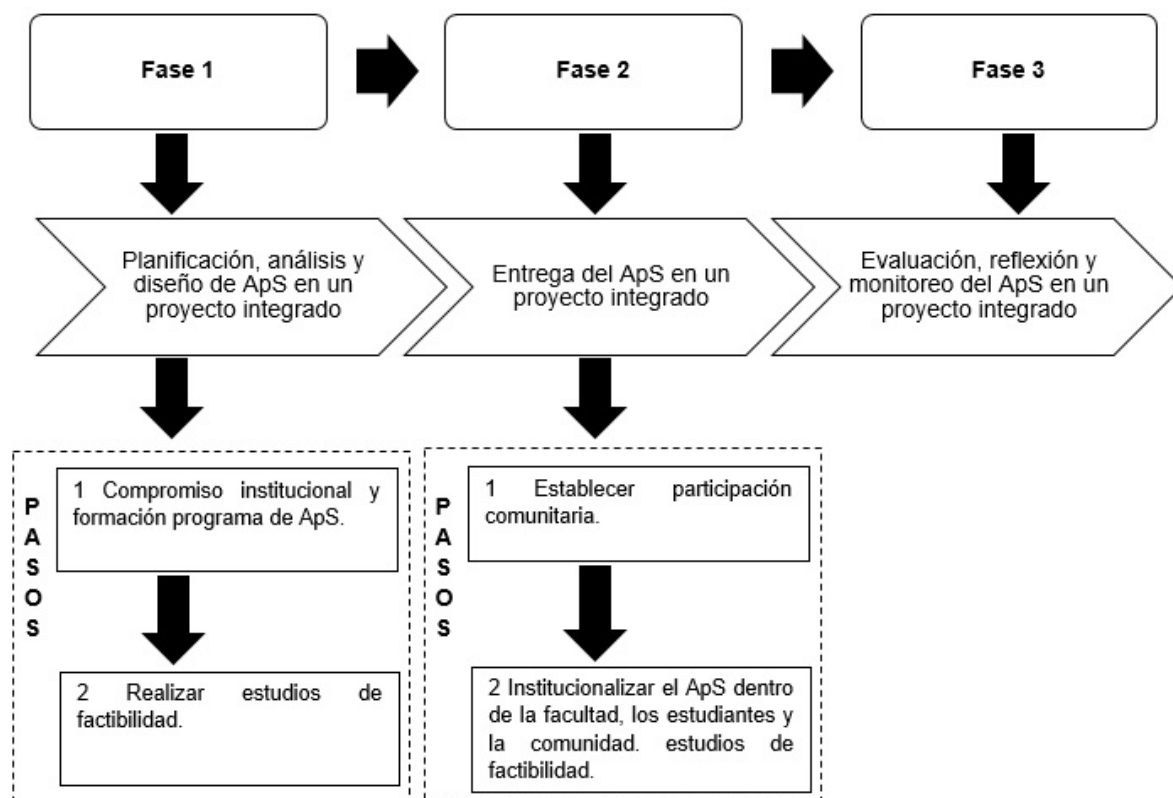 Fase 1
Fase 2
Fase 3
Planificación, análisis y
diseño de ApS en un
proyecto integrado
Entrega del ApS en un
proyecto integrado
Evaluación, reflexión y
monitoreo del ApS en un
proyecto integrado
PASOS
1 Compromiso institucional y
formación programa de ApS.
2 Realizar estudios de
factibilidad.
PASOS
1 Establecer participación
comunitaria.
2 Institucionalizar el ApS dentro
de la facultad, los estudiantes y
la comunidad. estudios de
factibilidad.